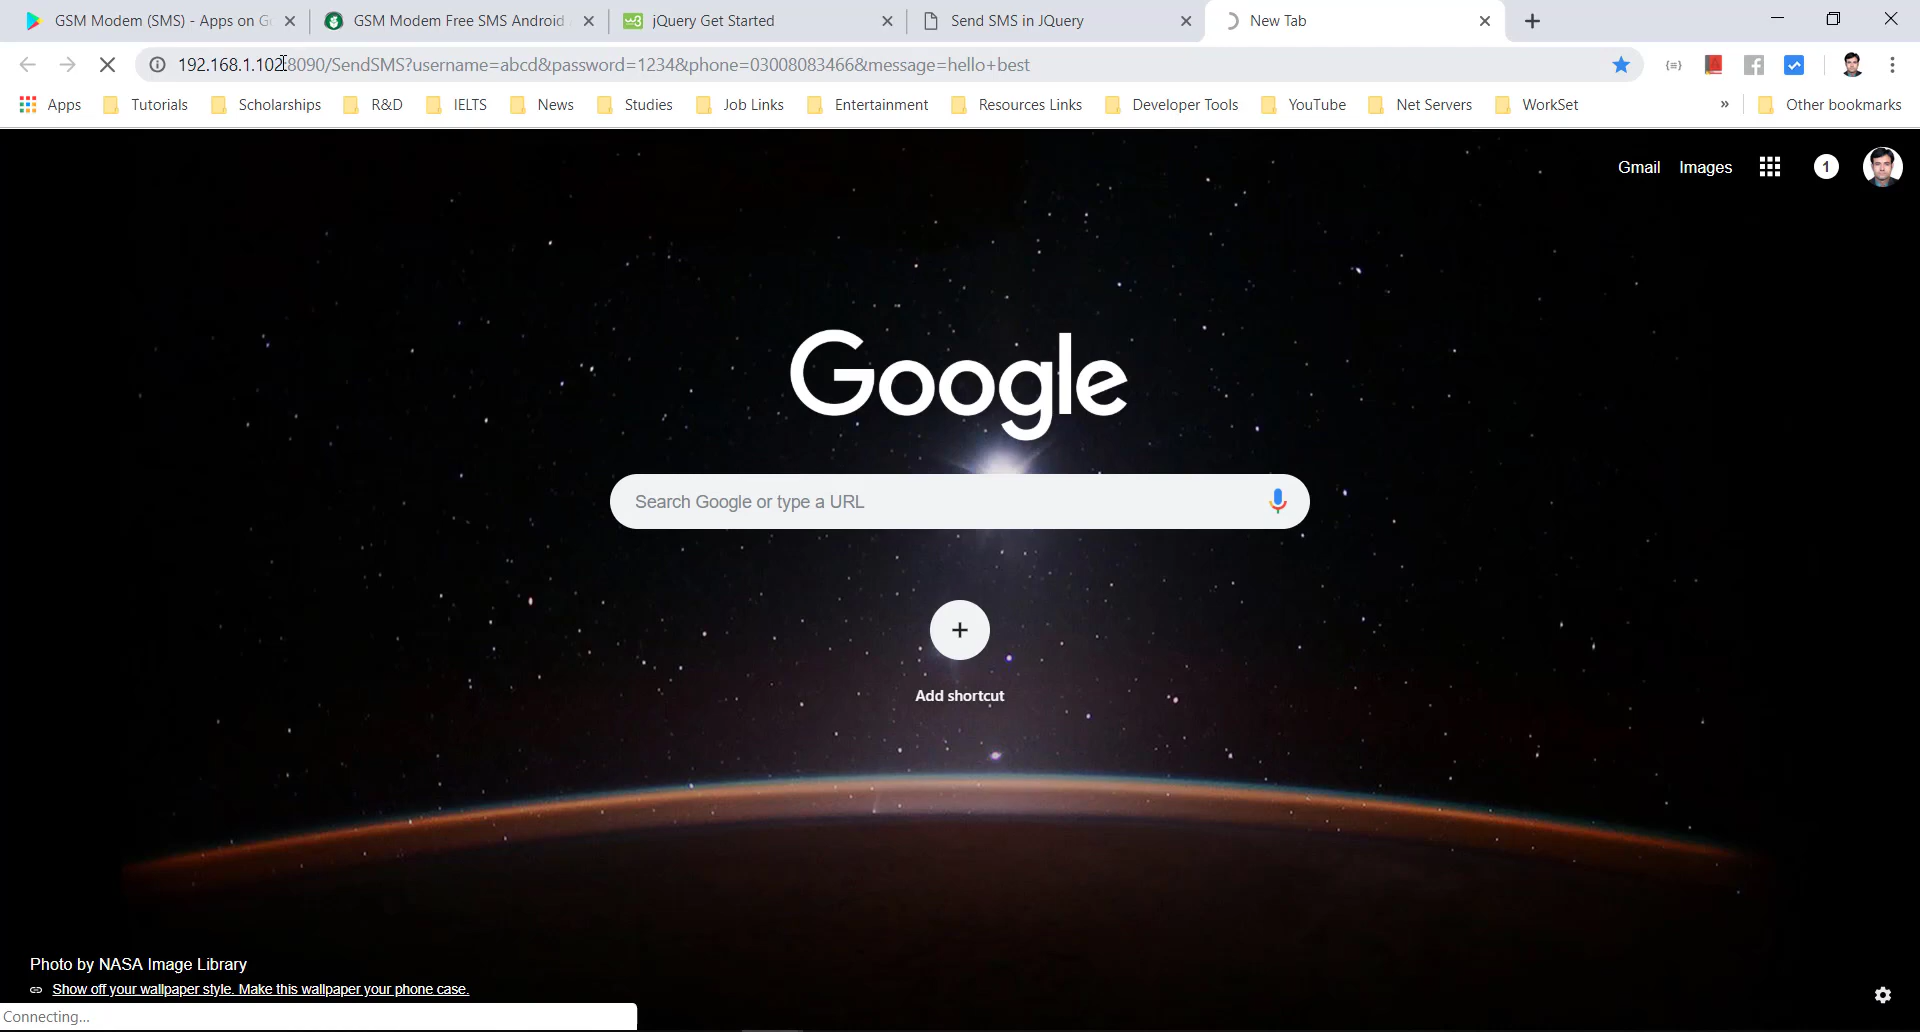 GSM Modem (SMS) - Apps on Go
GSM Modem Free SMS Android
w3
jQuery Get Started
Send SMS in JQuery
New Tab
192.168.1.102:8090/SendSMS?username=abcd&password=1234&phone=03008083466&message=hello+best
Apps
Tutorials
Scholarships
R&D
IELTS
News
Studies
Job Links
Entertainment
Resources Links
Developer Tools
YouTube
Net Servers
WorkSet
»
Other bookmarks
Gmail
Images
1
Google
Search Google or type a URL
Add shortcut
Photo by NASA Image Library
Show off your wallpaper style. Make this wallpaper your phone case.
Connecting...